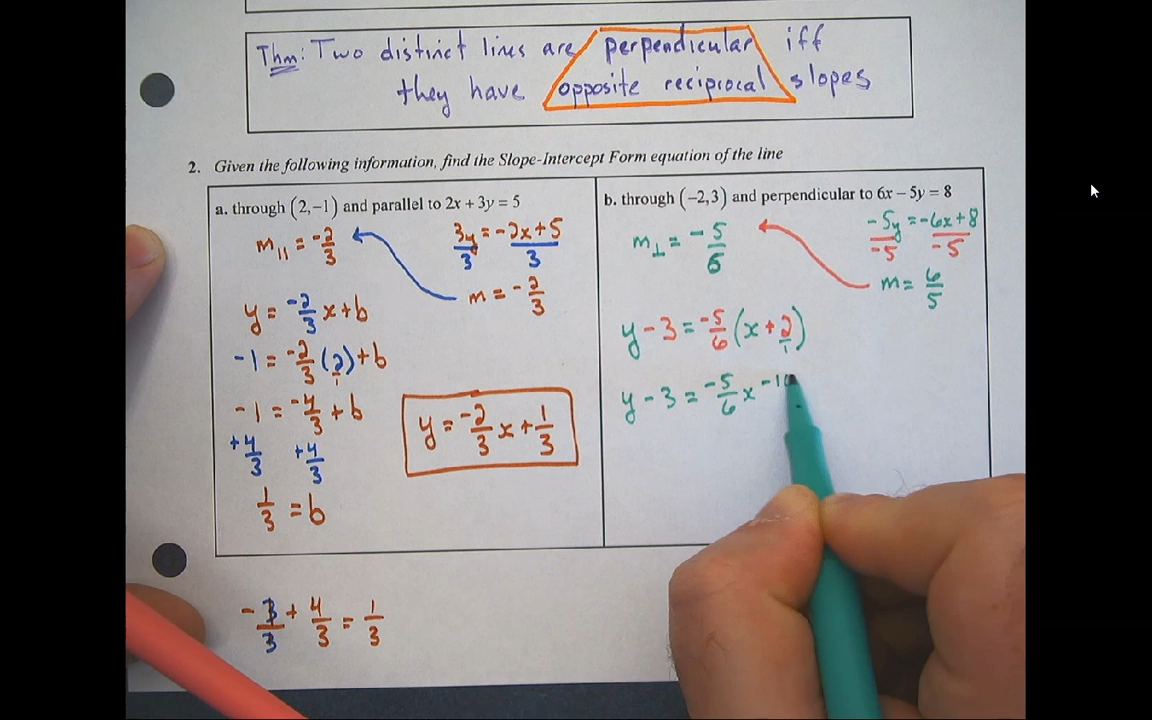 Thm: Two distinct lines are perpendicular iff
they have opposite reciprocal slopes
2. Given the following information, find the Slope-Intercept Form equation of the line
a. through (2,−1) and parallel to 2x + 3y = 5
m∥ = -2/3
3y/3 = -2x+5/3
m = -2/3
y = -2/3 x + b
-1 = -2/3 (2/1) + b
-1 = -4/3 + b
+4/3 +4/3
1/3 = b
y = -2/3 x + 1/3
b. through (−2,3) and perpendicular to 6x − 5y = 8
m⊥ = -5/6
-5y/-5 = -6x+8/-5
m = 6/5
y - 3 = -5/6 (x + 2/1)
y - 3 = -5/6 x -10
-3/3 + 4/3 = 1/3